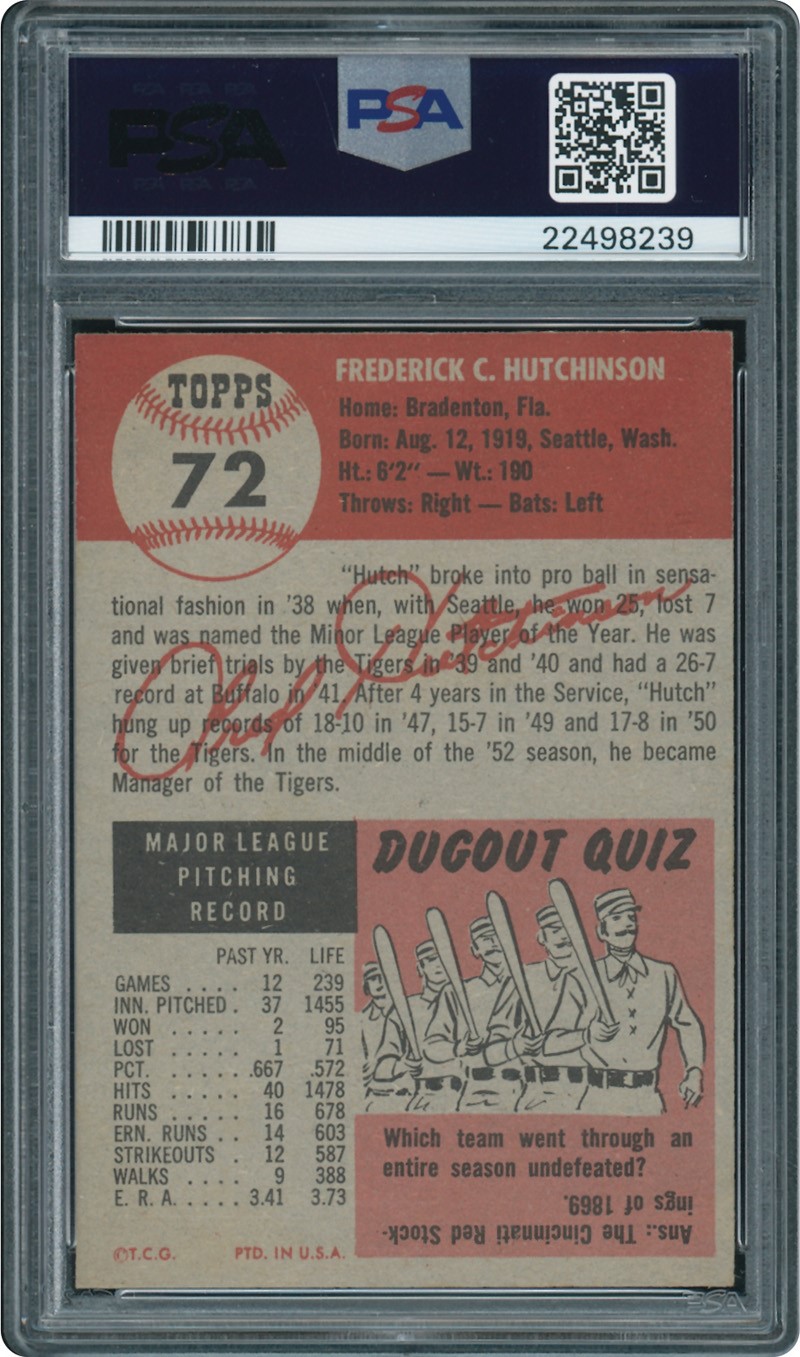 PSA
PSA
22498239
TOPPS
72
FREDERICK C. HUTCHINSON
Home: Bradenton, Fla.
Born: Aug. 12, 1919, Seattle, Wash.
Ht.: 6'2" — Wt.: 190
Throws: Right — Bats: Left
"Hutch" broke into pro ball in sensa-
tional fashion in '38 when, with Seattle, he won 25, lost 7
and was named the Minor League Player of the Year. He was
given brief trials by the Tigers in '39 and '40 and had a 26-7
record at Buffalo in '41. After 4 years in the Service, "Hutch"
hung up records of 18-10 in '47, 15-7 in '49 and 17-8 in '50
for the Tigers. In the middle of the '52 season, he became
Manager of the Tigers.
Fred Hutchinson
MAJOR LEAGUE
PITCHING
RECORD
PAST YR. LIFE
GAMES .... 12 239
INN. PITCHED. 37 1455
WON ..... 2 95
LOST ..... 1 71
PCT. ..... .667 .572
HITS ..... 40 1478
RUNS ..... 16 678
ERN. RUNS .. 14 603
STRIKEOUTS . 12 587
WALKS .... 9 388
E. R. A. .... 3.41 3.73
©T.C.G. PTD. IN U.S.A.
DUGOUT QUIZ
Which team went through an
entire season undefeated?
Ans.: The Cincinnati Red Stock-
ings of 1869.
PSA